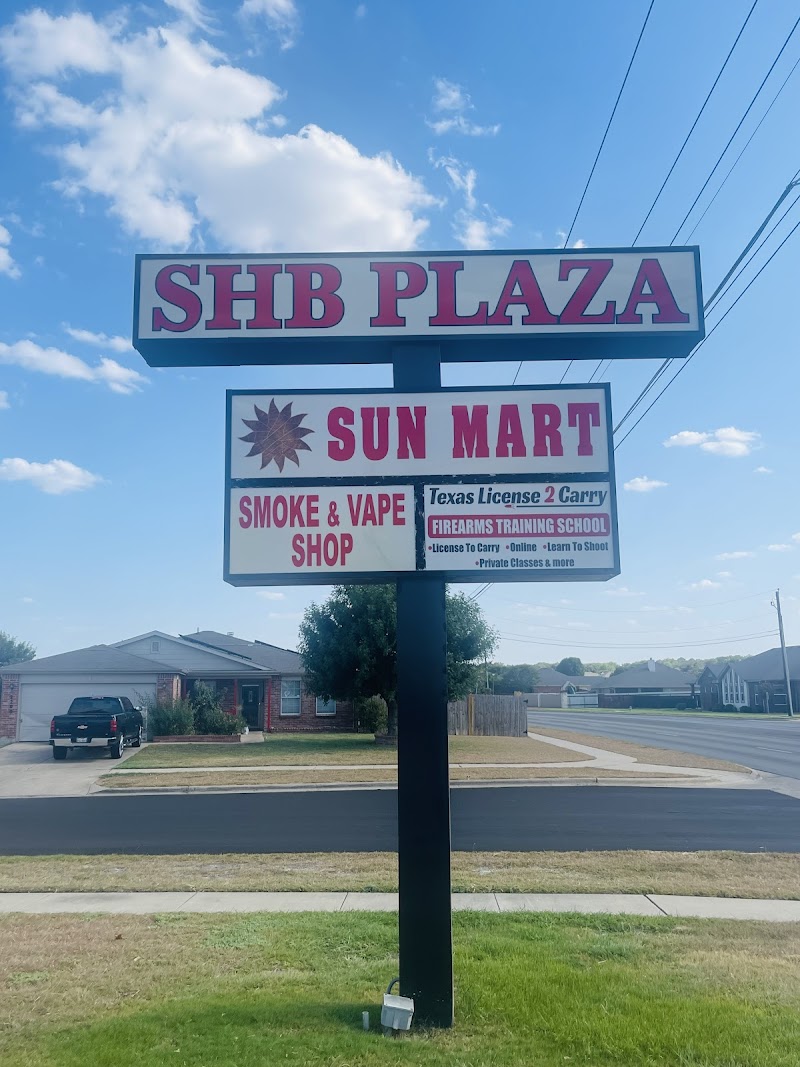 SHB PLAZA
SUN MART
SMOKE & VAPE
SHOP
Texas License 2 Carry
FIREARMS TRAINING SCHOOL
•License To Carry •Online •Learn To Shoot
•Private Classes & more